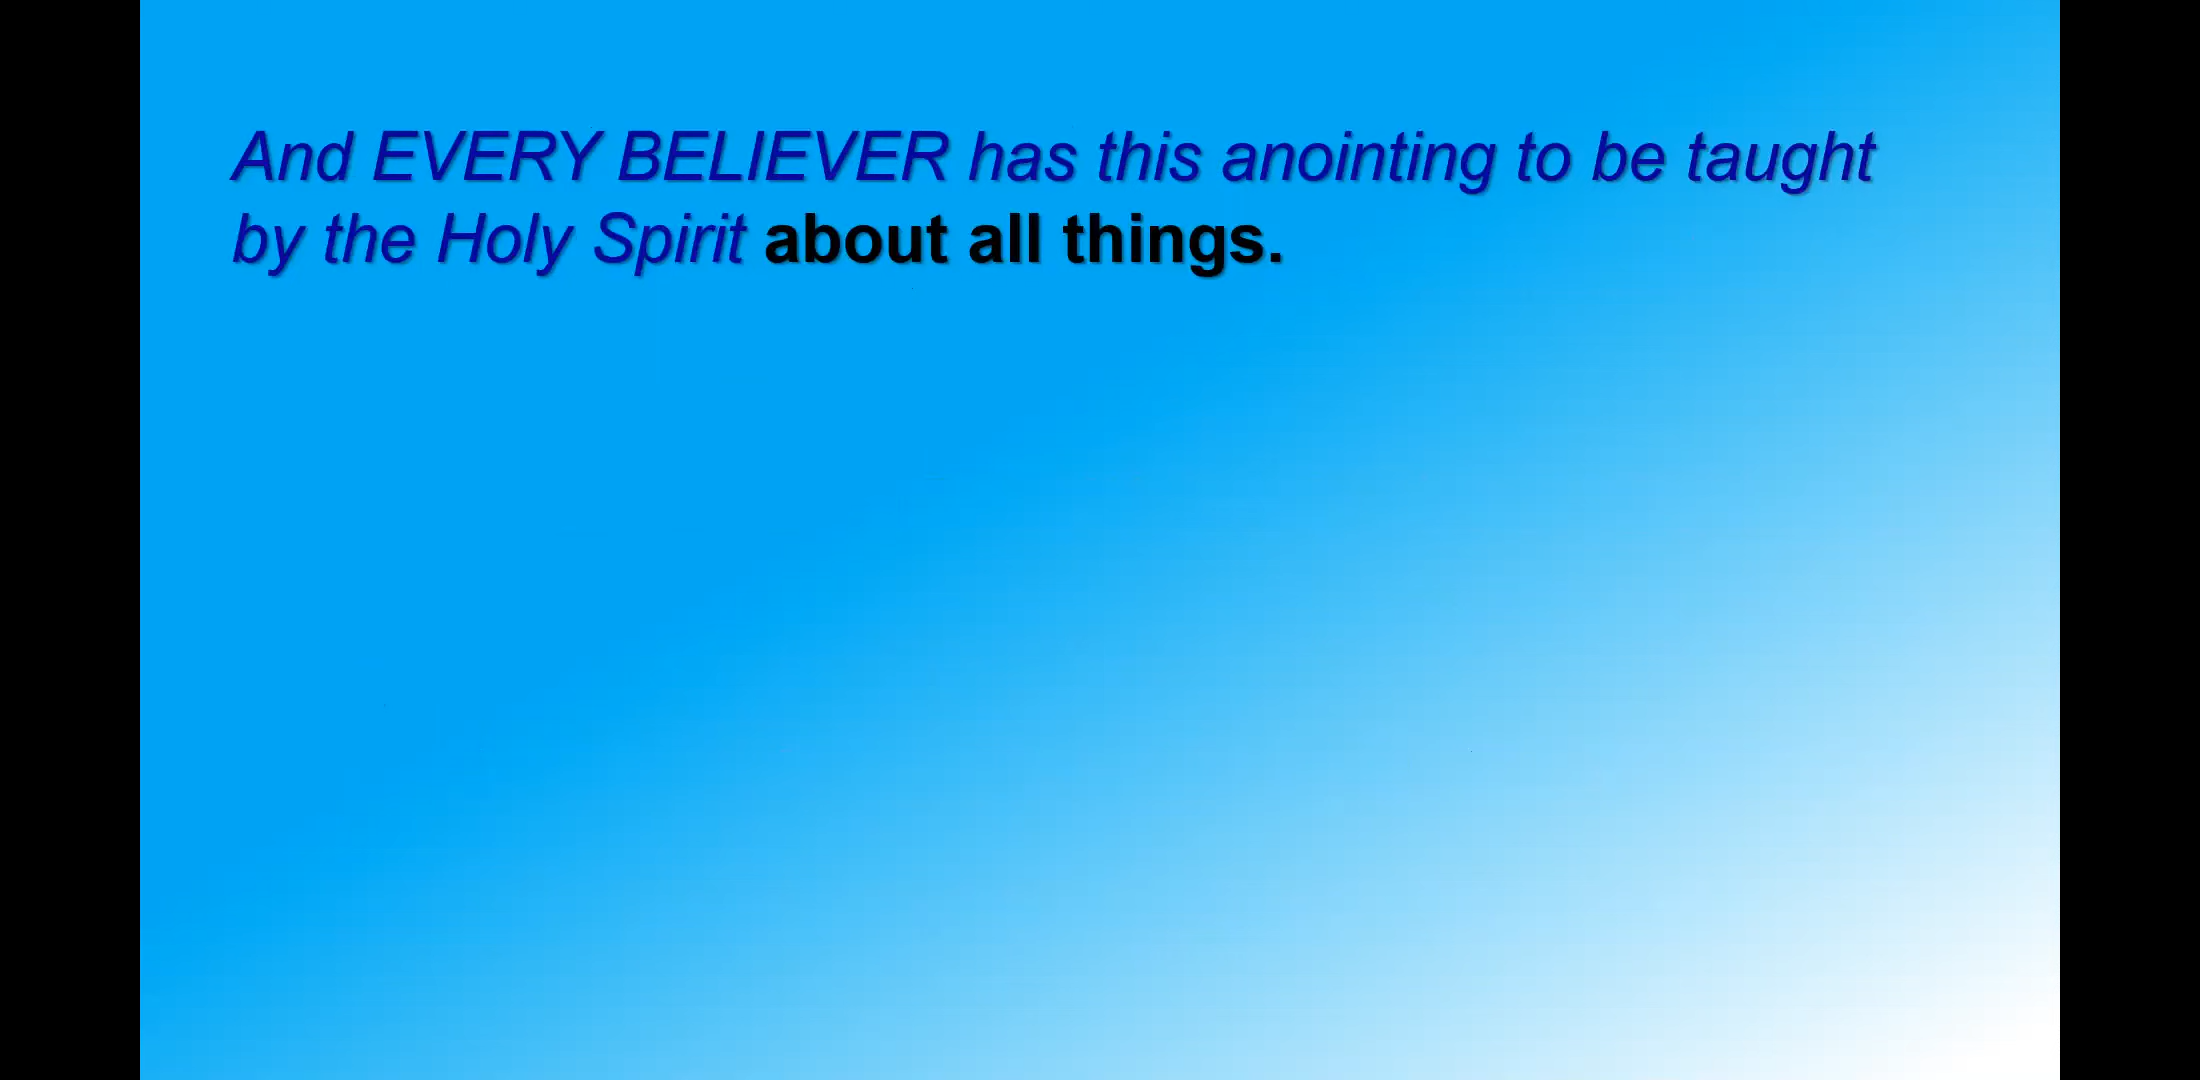 And EVERY BELIEVER has this anointing to be taught
by the Holy Spirit about all things.